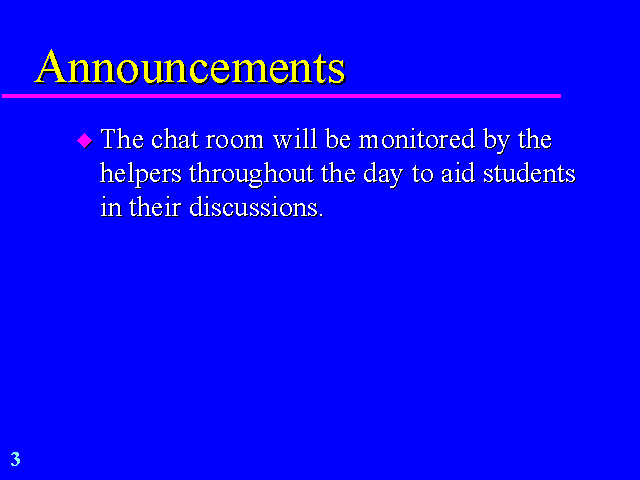 Announcements
The chat room will be monitored by the
helpers throughout the day to aid students
in their discussions.
3